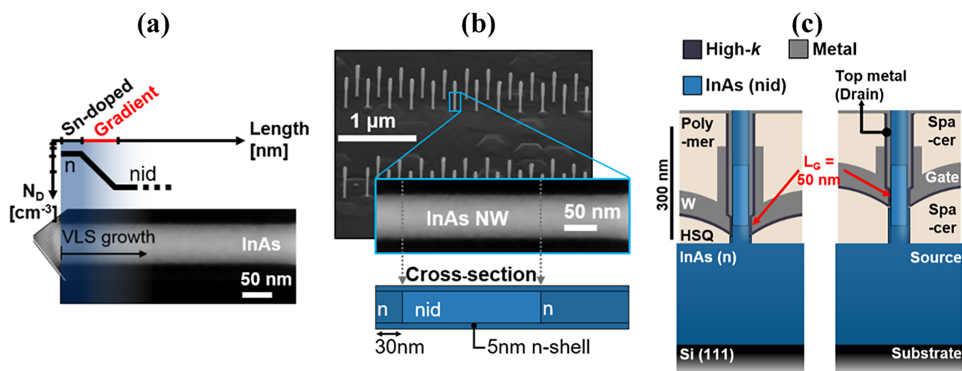 (a)
Sn-doped
Gradient
Length
[nm]
n
nid
N_D
[cm⁻³]
VLS growth
InAs
50 nm
(b)
1 µm
InAs NW
50 nm
Cross-section
n
nid
n
30nm
5nm n-shell
(c)
High-k
Metal
InAs (nid)
Top metal
(Drain)
Poly
-mer
Spa
-cer
300 nm
L_G =
50 nm
Gate
W
HSQ
Spa
-cer
InAs (n)
Source
Si (111)
Substrate